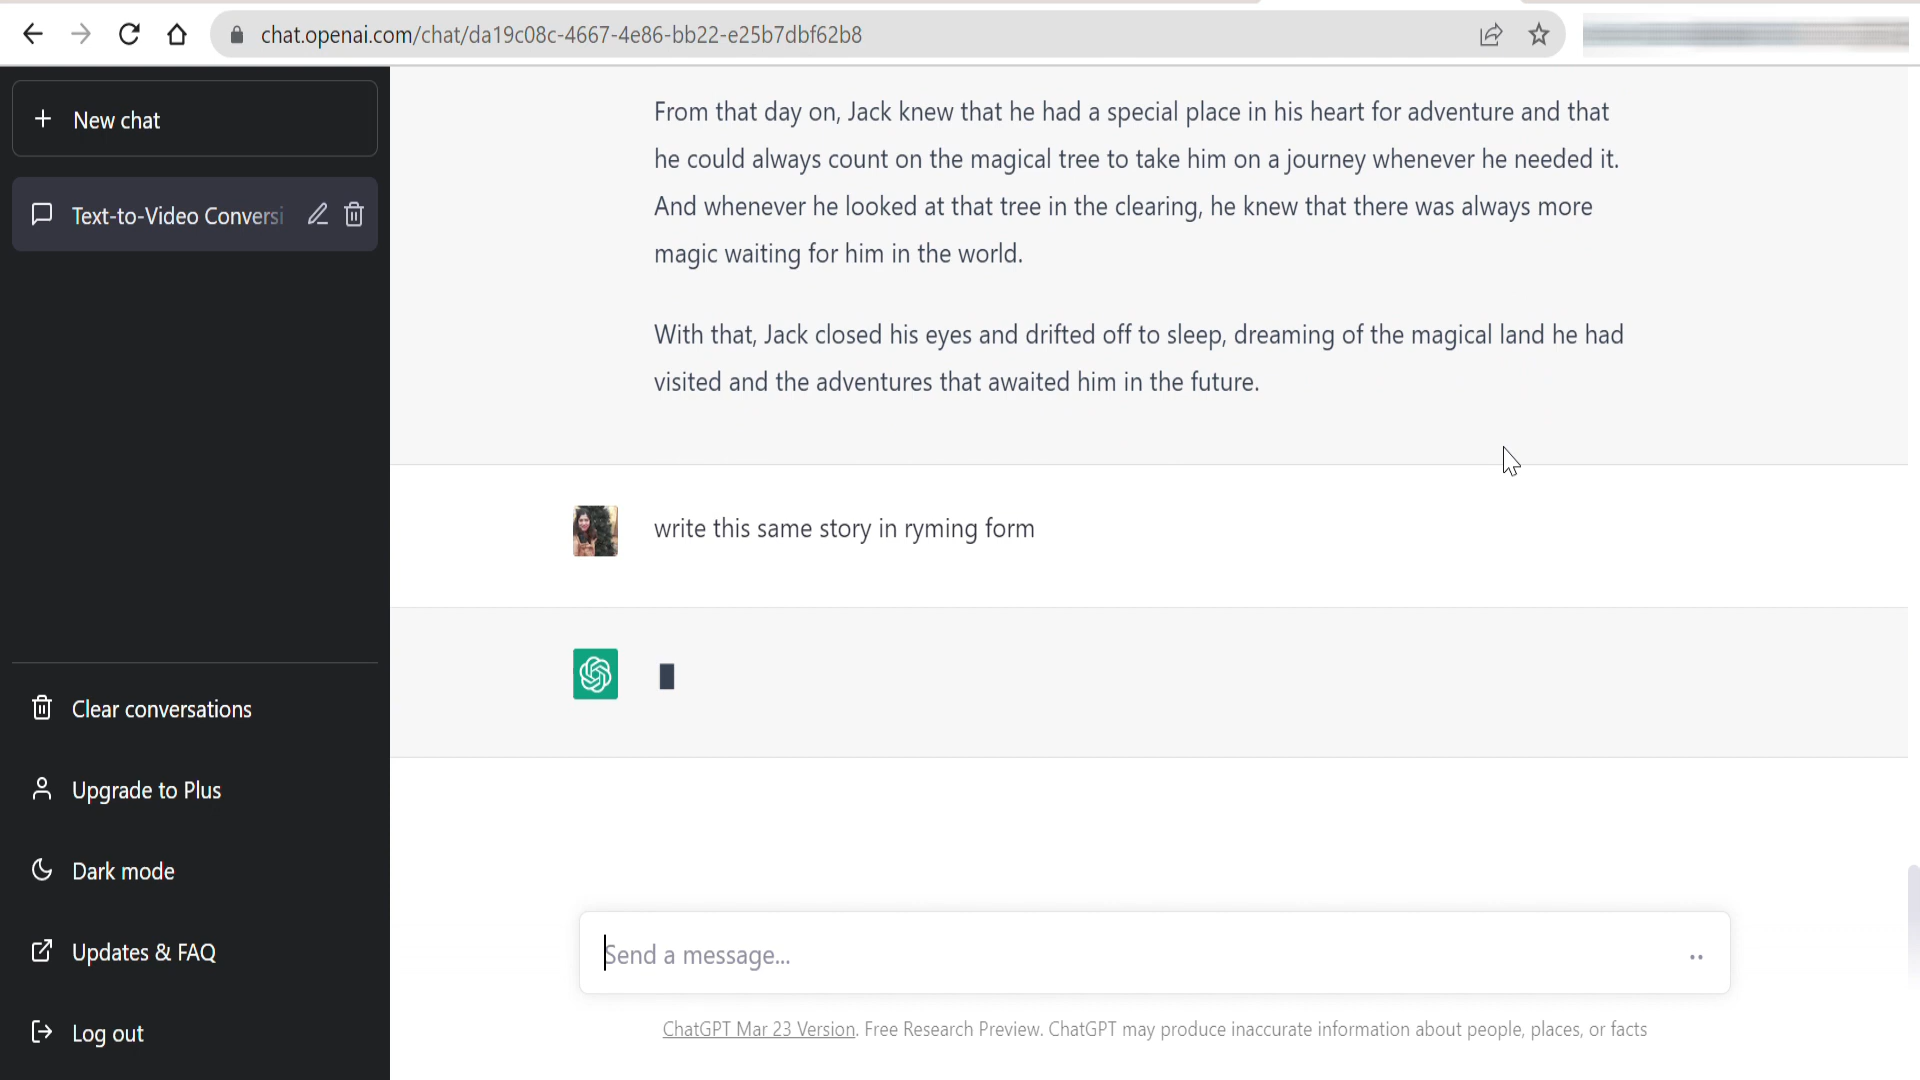 chat.openai.com/chat/da19c08c-4667-4e86-bb22-e25b7dbf62b8
New chat
Text-to-Video Conversi
From that day on, Jack knew that he had a special place in his heart for adventure and that
he could always count on the magical tree to take him on a journey whenever he needed it.
And whenever he looked at that tree in the clearing, he knew that there was always more
magic waiting for him in the world.
With that, Jack closed his eyes and drifted off to sleep, dreaming of the magical land he had
visited and the adventures that awaited him in the future.
write this same story in ryming form
Clear conversations
Upgrade to Plus
Dark mode
Updates & FAQ
Log out
Send a message...
ChatGPT Mar 23 Version. Free Research Preview. ChatGPT may produce inaccurate information about people, places, or facts